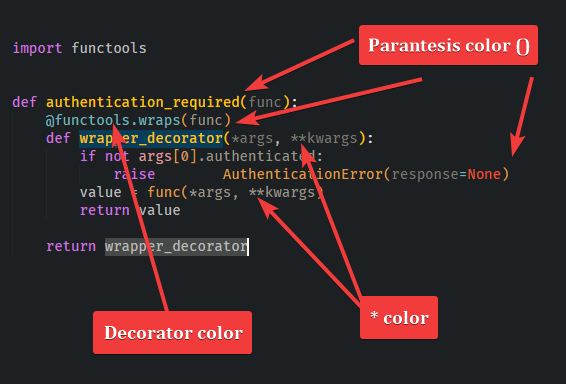 Parantesis color ()
import functools
def authentication_required(func):
    @functools.wraps(func)
    def wrapper_decorator(*args, **kwargs):
        if not args[0].authenticated:
            raise        AuthenticationError(response=None)
        value = func(*args, **kwargs)
        return value
    return wrapper_decorator
* color
Decorator color